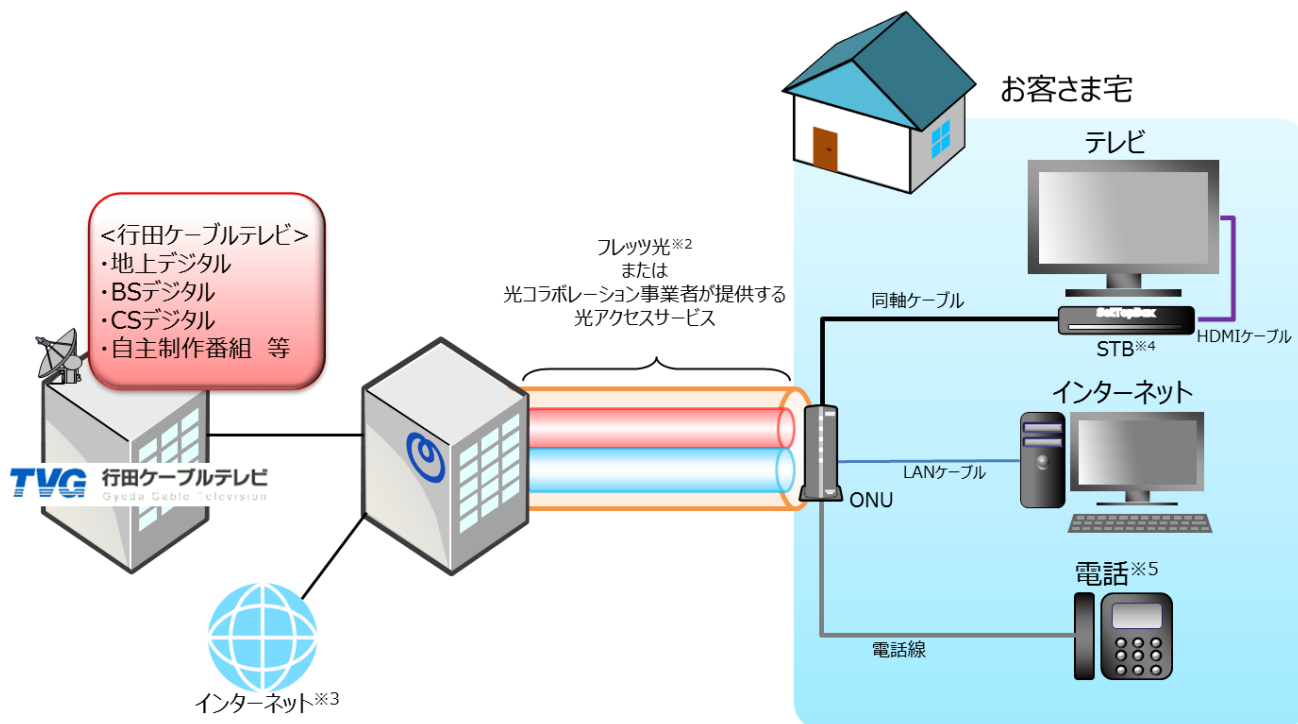 お客さま宅
テレビ
<行田ケーブルテレビ>
・地上デジタル
・BSデジタル
・CSデジタル
・自主制作番組 等
フレッツ光※2
または
光コラボレーション事業者が提供する
光アクセスサービス
同軸ケーブル
SetTopBox
STB※4
HDMIケーブル
インターネット
TVG 行田ケーブルテレビ
Gyoda Cable Television
LANケーブル
ONU
電話※5
電話線
インターネット※3